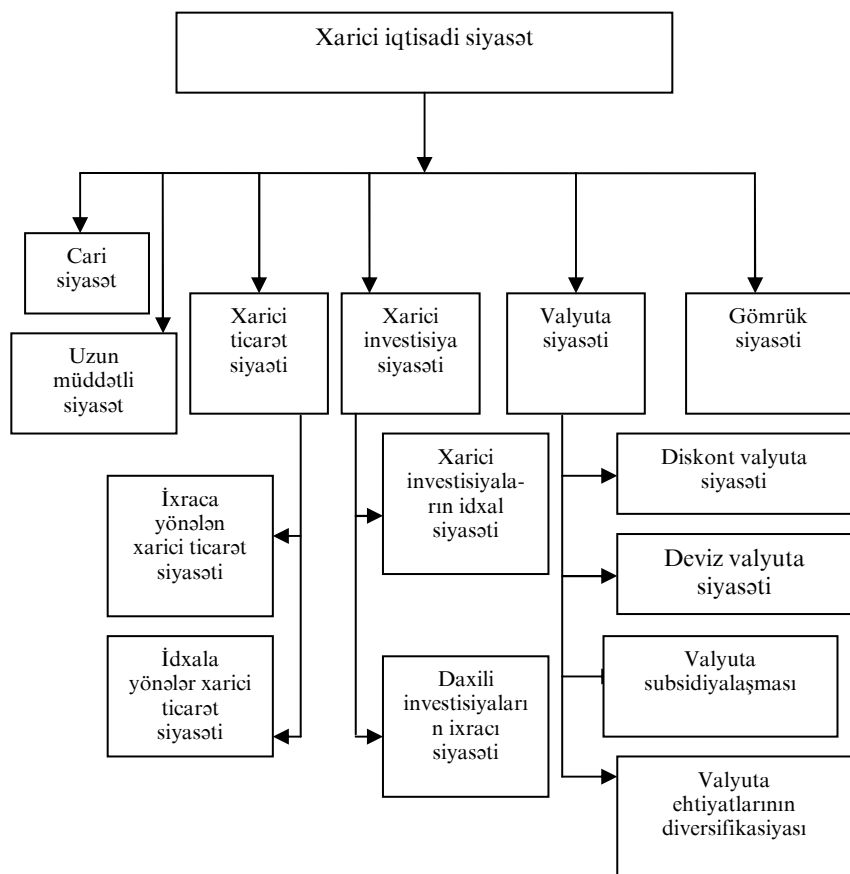 Xarici iqtisadi siyasət
Cari
siyasət
Uzun
müddətli
siyasət
Xarici
ticarət
siyaəti
Xarici
investisiya
siyasəti
Valyuta
siyasəti
Gömrük
siyasəti
İxraca
yönələn
xarici ticarət
siyasəti
İdxala
yönələr xarici
ticarət
siyasəti
Xarici
investisiyala-
rın idxal
siyasəti
Daxili
investisiyaları
n ixracı
siyasəti
Diskont valyuta
siyasəti
Deviz valyuta
siyasəti
Valyuta
subsidiyalaşması
Valyuta
ehtiyatlarının
diversifikasiyası